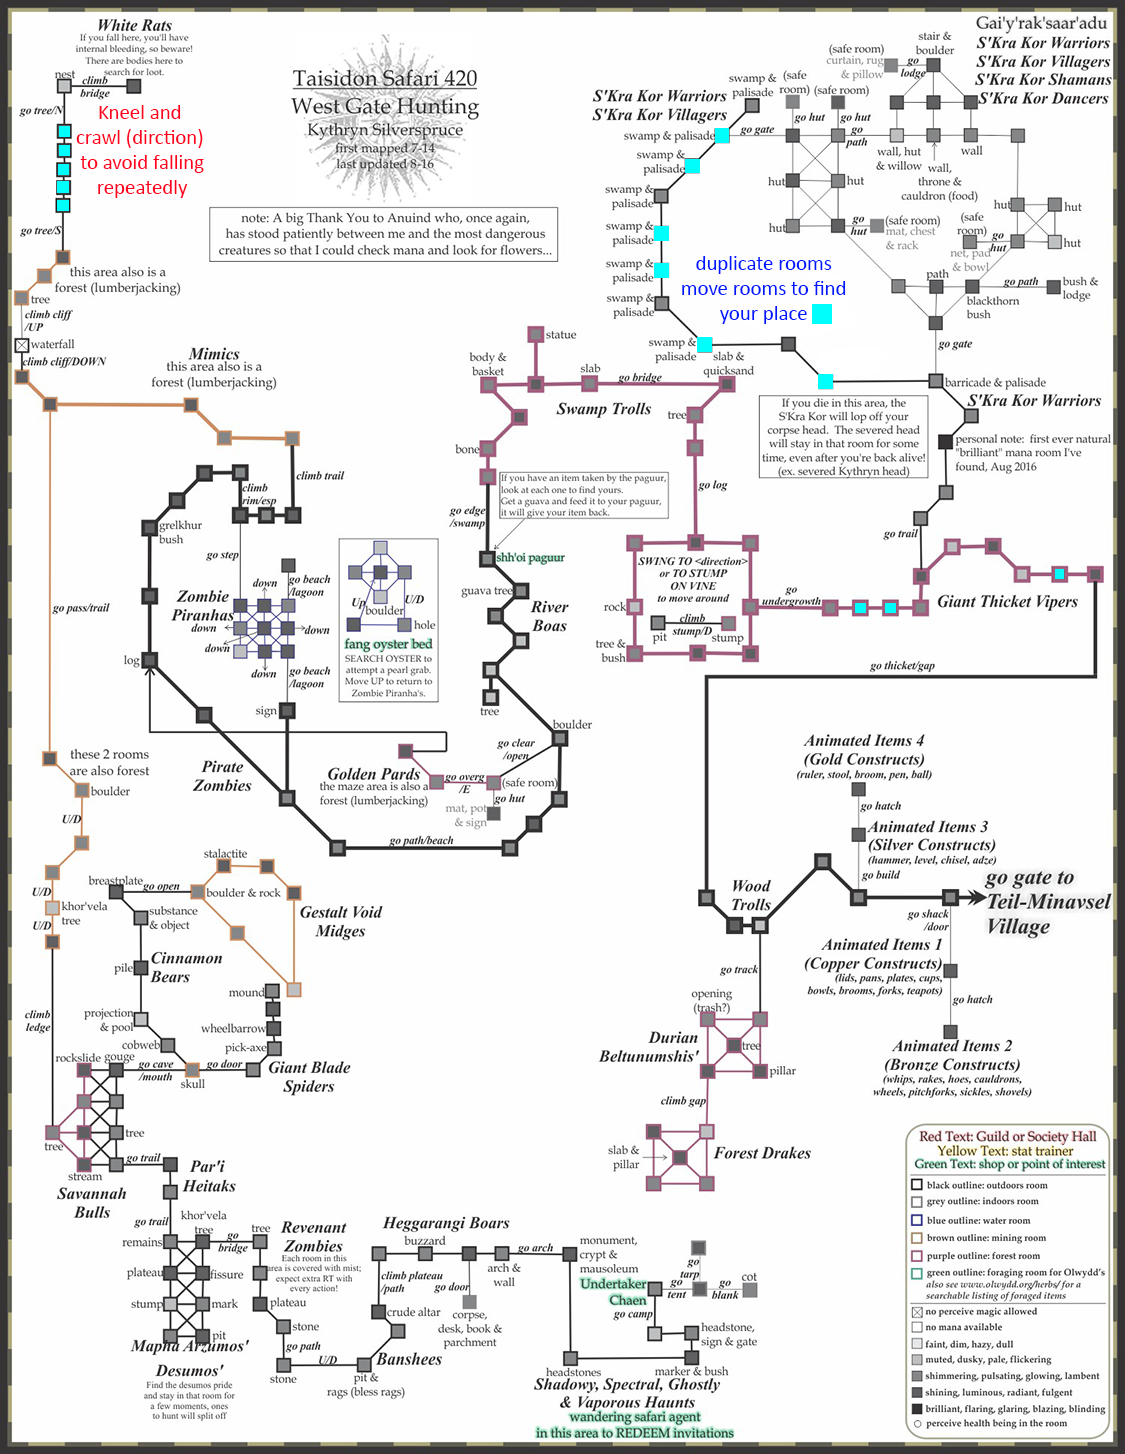 White Rats
If you fall here, you'll have
internal bleeding, so beware!
There are bodies here to
search for loot.
nest
climb
bridge
go tree/N
Kneel and
crawl (dirction)
to avoid falling
repeatedly
go tree/S
this area also is a
forest (lumberjacking)
tree
climb cliff
/UP
waterfall
climb cliff/DOWN
Taisidon Safari 420
West Gate Hunting
Kythryn Silverspruce
first mapped 7-14
last updated 8-16
note: A big Thank You to Anuind who, once again,
has stood patiently between me and the most dangerous
creatures so that I could check mana and look for flowers...
Mimics
this area also is a
forest (lumberjacking)
climb trail
climb
rim/esp
grelkhur
bush
go step
go pass/trail
log
Zombie
Piranhas
down
down
down
down
down
go beach
/lagoon
go beach
/lagoon
sign
Up
boulder
U/D
hole
fang oyster bed
SEARCH OYSTER to
attempt a pearl grab.
Move UP to return to
Zombie Piranha's.
Pirate
Zombies
go path/beach
Golden Pards
the maze area is also a
forest (lumberjacking)
go overg
/E
(safe room)
go hut
mat, pot
& sign
go clear
/open
boulder
statue
body &
basket
slab
go bridge
slab &
quicksand
Swamp Trolls
tree
bone
go log
If you have an item taken by the paguur,
look at each one to find yours.
Get a guava and feed it to your paguur,
it will give your item back.
go edge
/swamp
shh'oi paguur
guava tree
River
Boas
tree
SWING TO <direction>
or TO STUMP
ON VINE
to move around
rock
climb
stump/D
pit
stump
tree &
bush
go
undergrowth
Giant Thicket Vipers
go trail
go thicket/gap
Gai'y'rak'saar'adu
S'Kra Kor Warriors
S'Kra Kor Villagers
S'Kra Kor Shamans
S'Kra Kor Dancers
stair &
boulder
(safe room)
curtain, rug
& pillow
go
lodge
S'Kra Kor Warriors
S'Kra Kor Villagers
swamp &
palisade
(safe
room)
(safe room)
swamp & palisade
go gate
go hut
go hut
go
path
wall, hut
& willow
wall,
throne &
cauldron (food)
wall
swamp &
palisade
swamp &
palisade
swamp &
palisade
swamp &
palisade
swamp &
palisade
swamp &
palisade
hut
hut
hut
go
hut
(safe room)
mat, chest
& rack
(safe
room)
go
hut
net, pad
& bowl
hut
hut
hut
path
go path
bush &
lodge
blackthorn
bush
go gate
duplicate rooms
move rooms to find
your place
barricade & palisade
S'Kra Kor Warriors
If you die in this area, the
S'Kra Kor will lop off your
corpse head. The severed head
will stay in that room for some
time, even after you're back alive!
(ex. severed Kythryn head)
personal note: first ever natural
"brilliant" mana room I've
found, Aug 2016
these 2 rooms
are also forest
boulder
U/D
U/D
khor'vela
tree
U/D
climb
ledge
stalactite
breastplate
go open
boulder & rock
Gestalt Void
Midges
substance
& object
Cinnamon
Bears
pile
projection
& pool
cobweb
mound
wheelbarrow
pick-axe
rockslide
gouge
go cave
/mouth
go door
skull
Giant Blade
Spiders
tree
tree
stream
go trail
Savannah
Bulls
Par'i
Heitaks
go trail
khor'vela
tree
remains
go
bridge
tree
plateau
fissure
stump
mark
pit
Mapha Arzumos'
Desumos'
Find the desumos pride
and stay in that room for
a few moments, ones
to hunt will split off
Revenant
Zombies
Each room in this
area is covered with mist;
expect extra RT with
every action!
plateau
stone
go path
stone
U/D
pit &
rags (bless rags)
Banshees
crude altar
climb plateau
/path
Heggarangi Boars
buzzard
go door
corpse,
desk, book &
parchment
arch &
wall
go arch
monument,
crypt &
mausoleum
Undertaker
Chaen
go
tarp
go
tent
go
blank
cot
go camp
headstone,
sign & gate
headstones
marker & bush
Shadowy, Spectral, Ghostly
& Vaporous Haunts
wandering safari agent
in this area to REDEEM invitations
Animated Items 4
(Gold Constructs)
(ruler, stool, broom, pen, ball)
go hatch
Animated Items 3
(Silver Constructs)
(hammer, level, chisel, adze)
go build
Wood
Trolls
go gate to
Teil-Minavsel
Village
go shack
/door
Animated Items 1
(Copper Constructs)
(lids, pans, plates, cups,
bowls, brooms, forks, teapots)
go hatch
Animated Items 2
(Bronze Constructs)
(whips, rakes, hoes, cauldrons,
wheels, pitchforks, sickles, shovels)
go track
opening
(trash?)
Durian
Beltunumshis'
tree
pillar
climb gap
slab &
pillar
Forest Drakes
Red Text: Guild or Society Hall
Yellow Text: stat trainer
Green Text: shop or point of interest
black outline: outdoors room
grey outline: indoors room
blue outline: water room
brown outline: mining room
purple outline: forest room
green outline: foraging room for Olwydd's
also see www.olwydd.org/herbs/ for a
searchable listing of foraged items
no perceive magic allowed
no mana available
faint, dim, hazy, dull
muted, dusky, pale, flickering
shimmering, pulsating, glowing, lambent
shining, luminous, radiant, fulgent
brilliant, flaring, glaring, blazing, blinding
perceive health being in the room